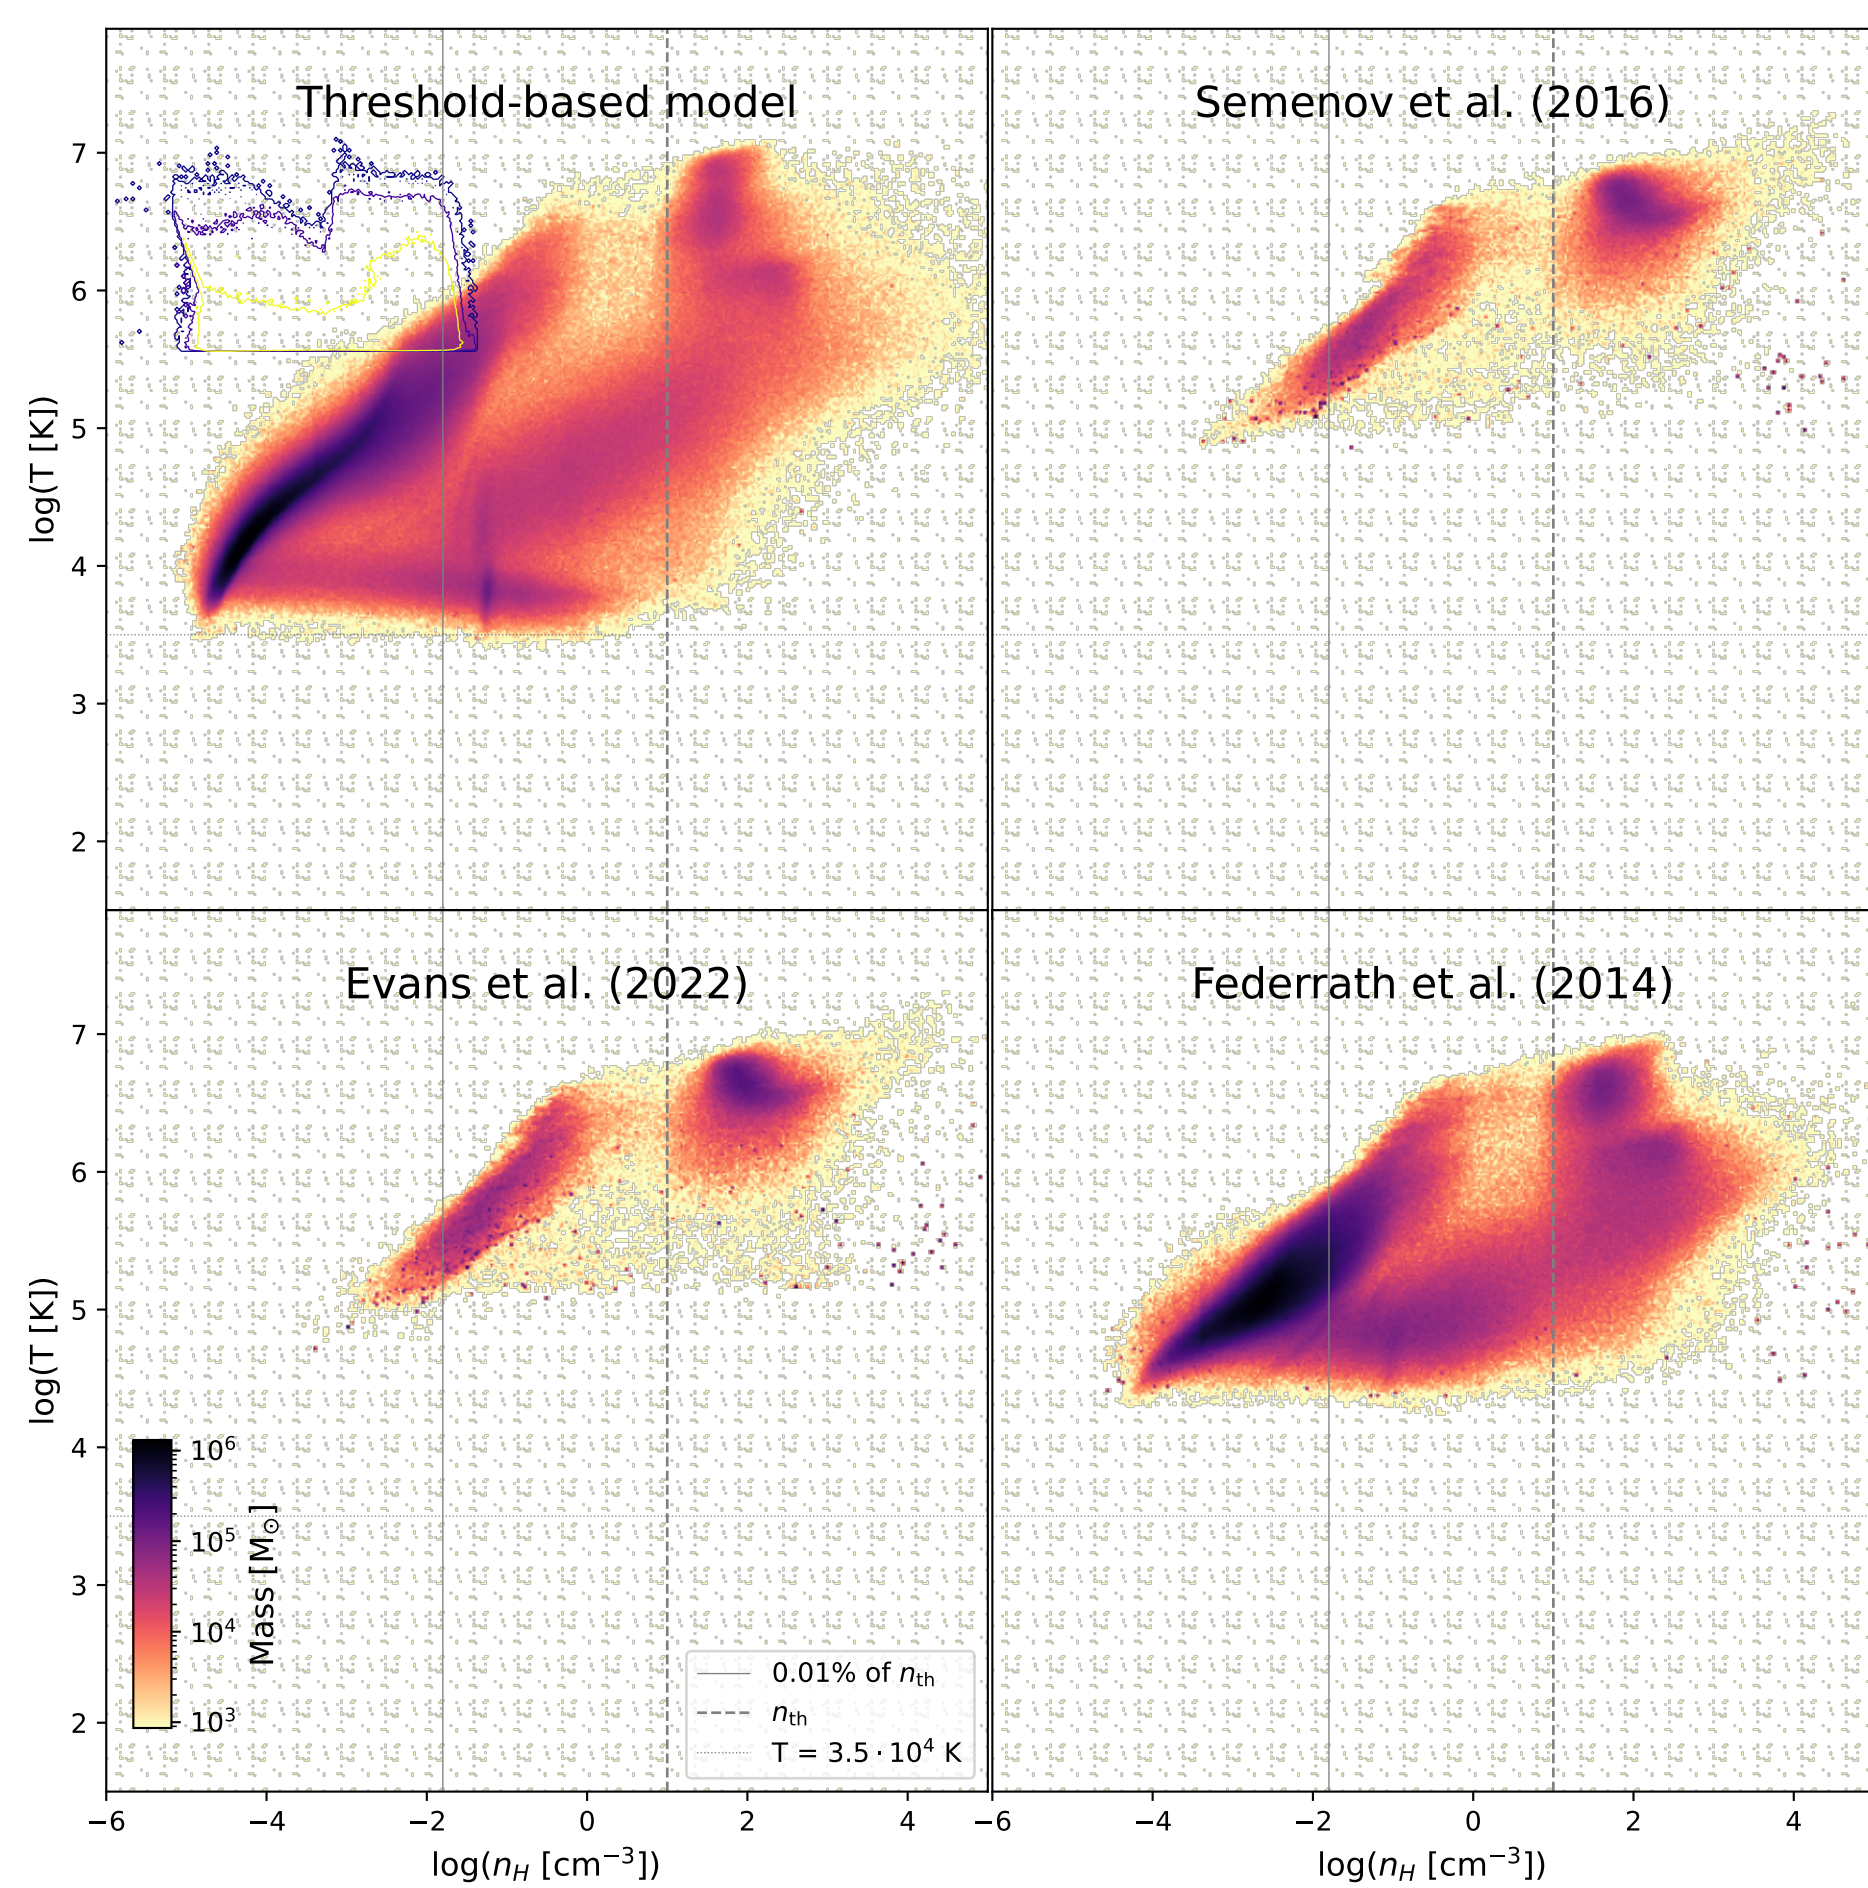 Threshold-based model
Semenov et al. (2016)
7
6
5
4
3
2
log(T [K])
Evans et al. (2022)
Federrath et al. (2014)
7
6
5
4
3
2
log(T [K])
10⁶
10⁵
10⁴
10³
Mass [M⊙]
0.01% of n_th
n_th
T = 3.5 · 10⁴ K
−6 −4 −2 0 2 4 −6 −4 −2 0 2 4
log(n_H [cm⁻³]) log(n_H [cm⁻³])